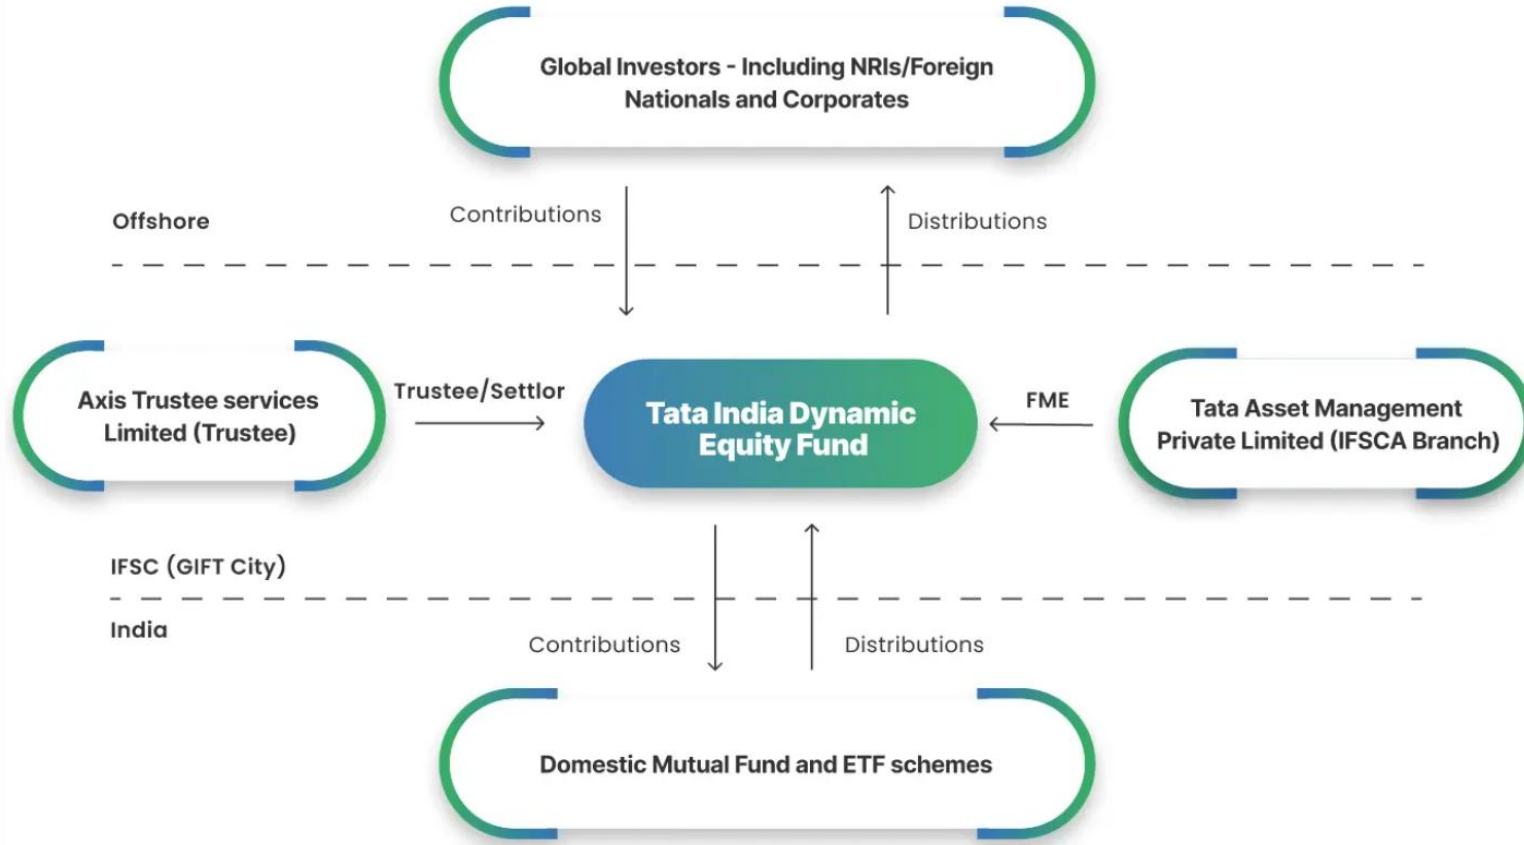 Global Investors - Including NRIs/Foreign
Nationals and Corporates
Contributions
Distributions
Offshore
Axis Trustee services
Limited (Trustee)
Trustee/Settlor
Tata India Dynamic
Equity Fund
FME
Tata Asset Management
Private Limited (IFSCA Branch)
IFSC (GIFT City)
India
Contributions
Distributions
Domestic Mutual Fund and ETF schemes